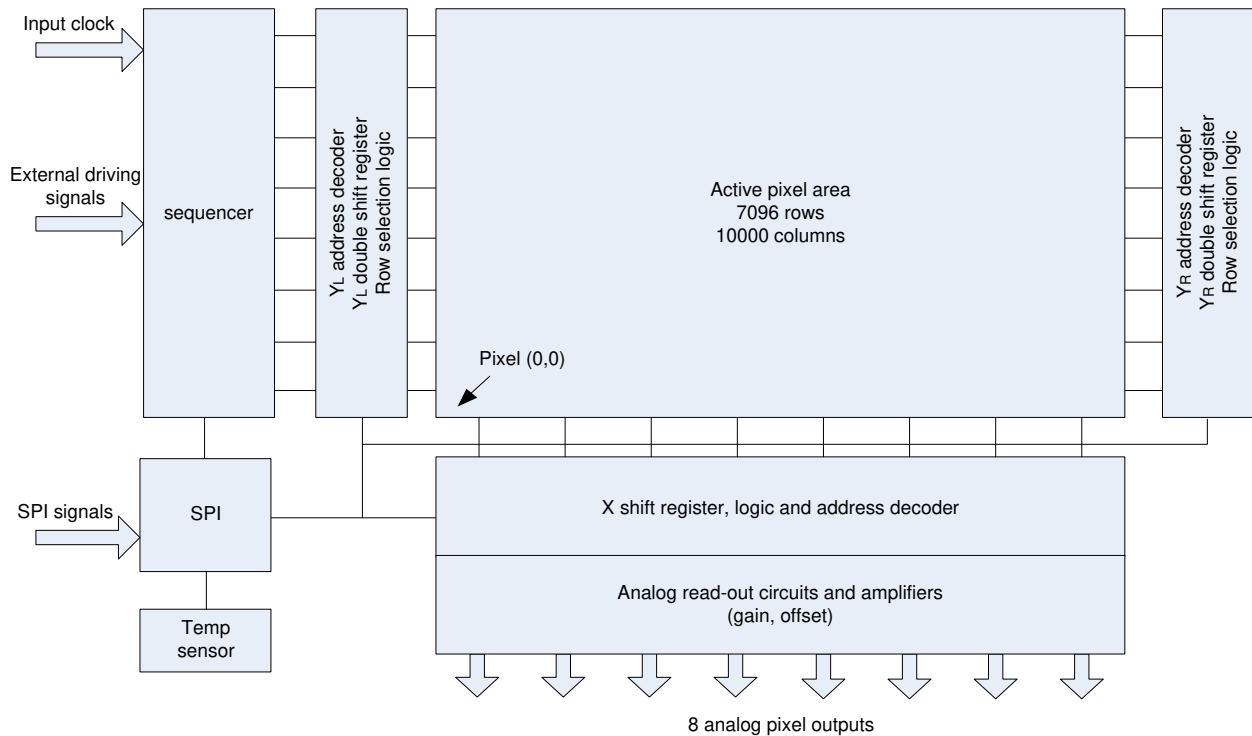 Input clock
External driving
signals
sequencer
YL address decoder
YL double shift register
Row selection logic
Active pixel area
7096 rows
10000 columns
Pixel (0,0)
YR address decoder
YR double shift register
Row selection logic
SPI signals
SPI
Temp
sensor
X shift register, logic and address decoder
Analog read-out circuits and amplifiers
(gain, offset)
8 analog pixel outputs